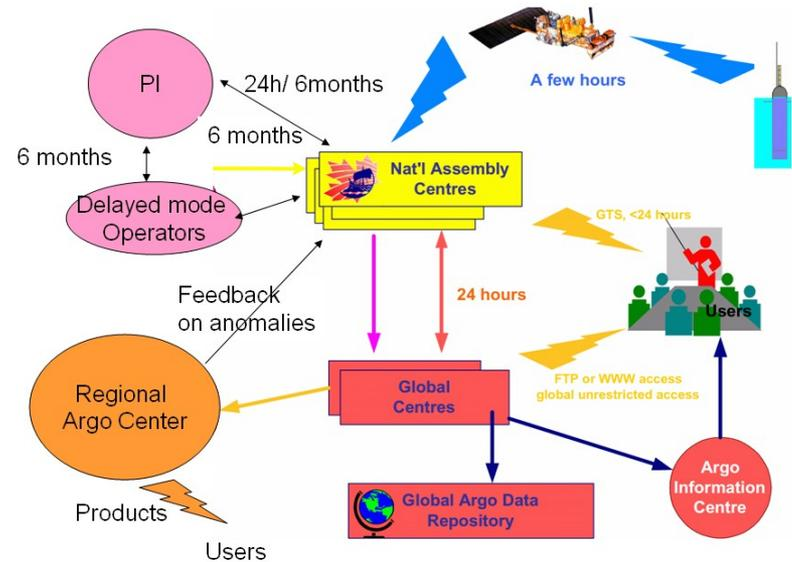 PI
24h/ 6months
A few hours
6 months
6 months
Nat'l Assembly
Centres
Delayed mode
Operators
GTS, <24 hours
Users
Feedback
on anomalies
24 hours
Regional
Argo Center
Global
Centres
FTP or WWW access
global unrestricted access
Argo
Information
Centre
Global Argo Data
Repository
Products
Users